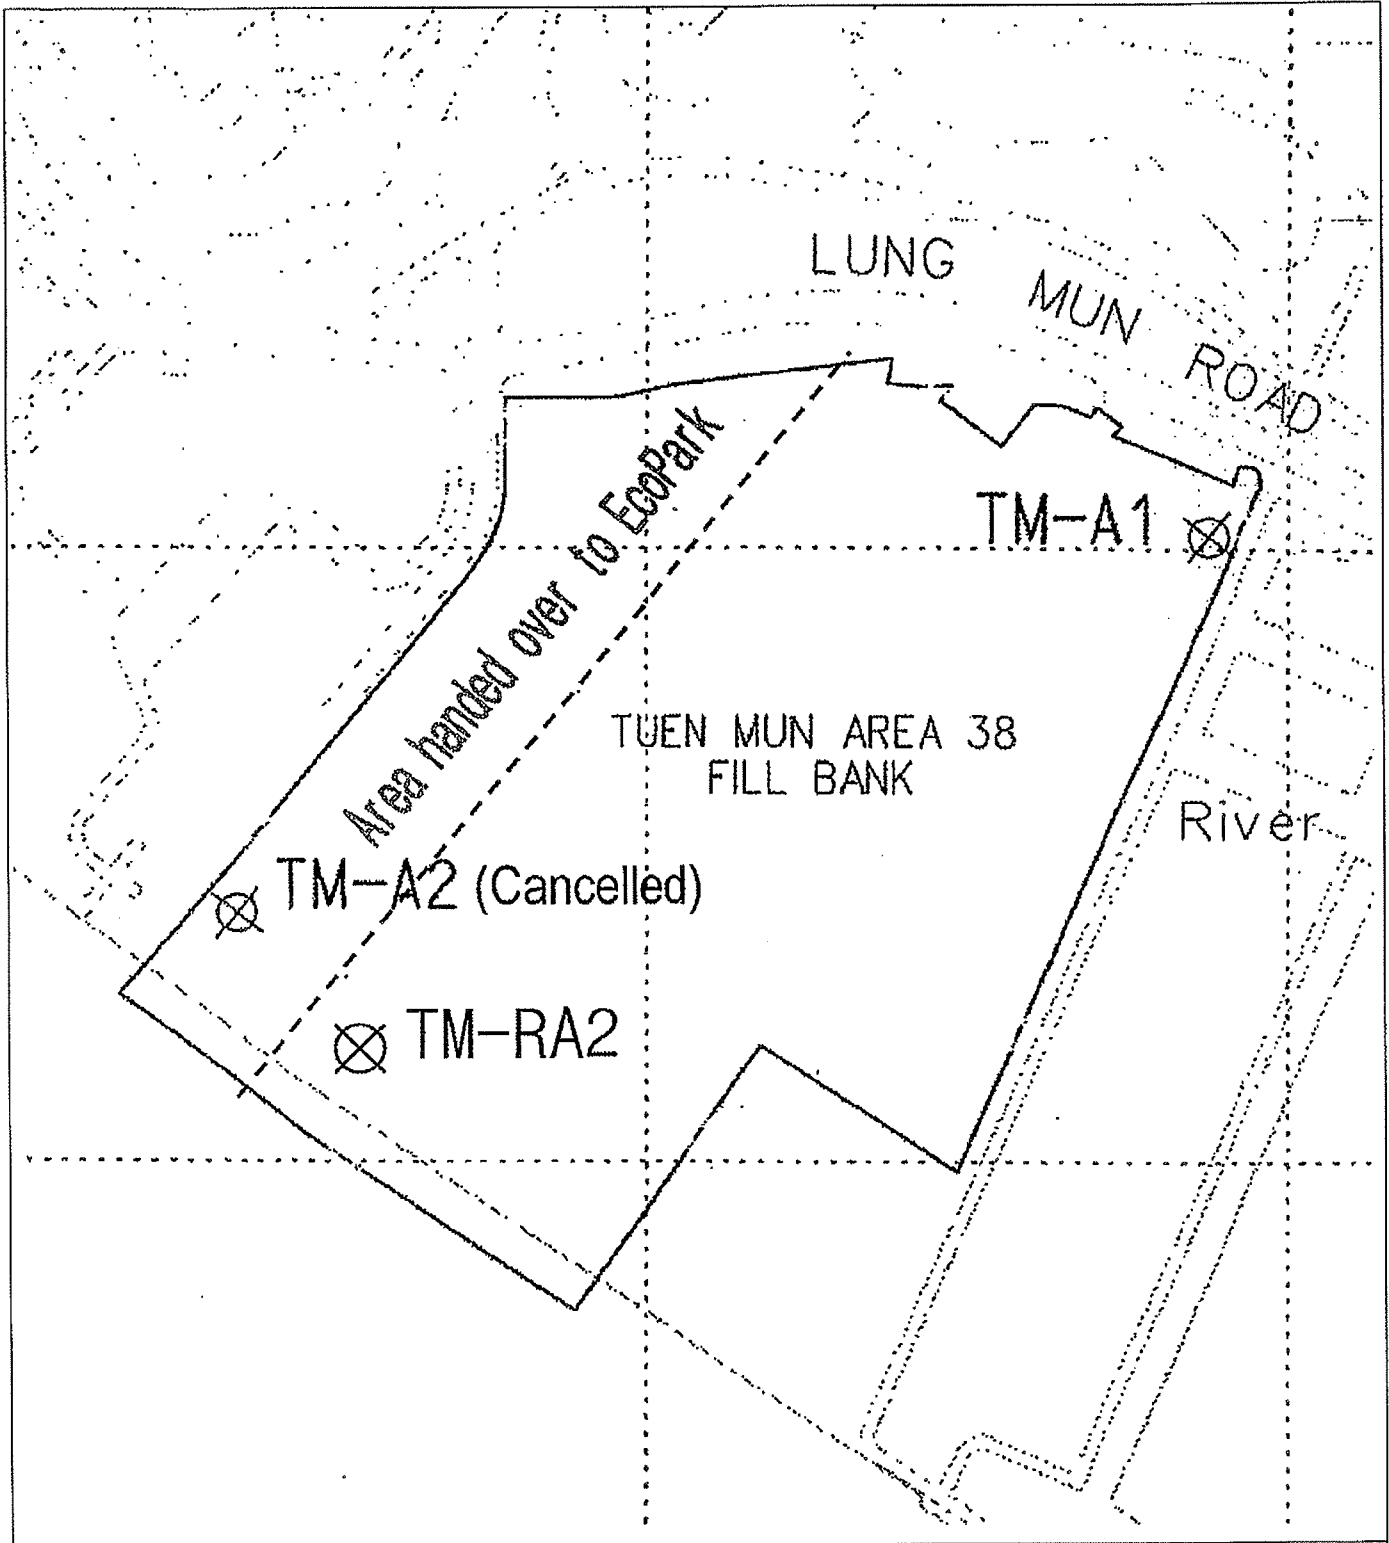 LUNG MUN ROAD
Area handed over to EcoPark
TM-A1
TUEN MUN AREA 38
FILL BANK
River
TM-A2 (Cancelled)
TM-RA2